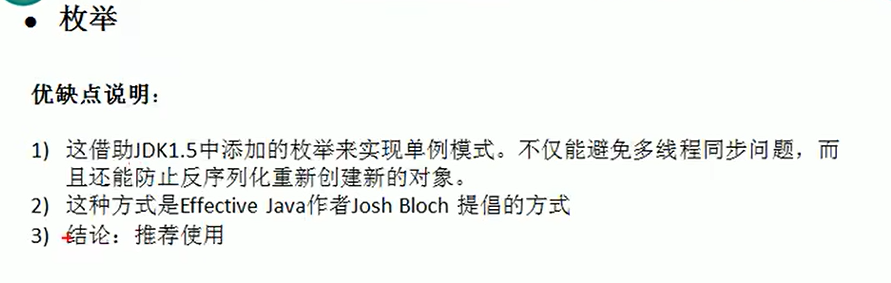 • 枚举
优缺点说明：
1) 这借助JDK1.5中添加的枚举来实现单例模式。不仅能避免多线程同步问题，而
且还能防止反序列化重新创建新的对象。
2) 这种方式是Effective Java作者Josh Bloch 提倡的方式
3) 结论：推荐使用